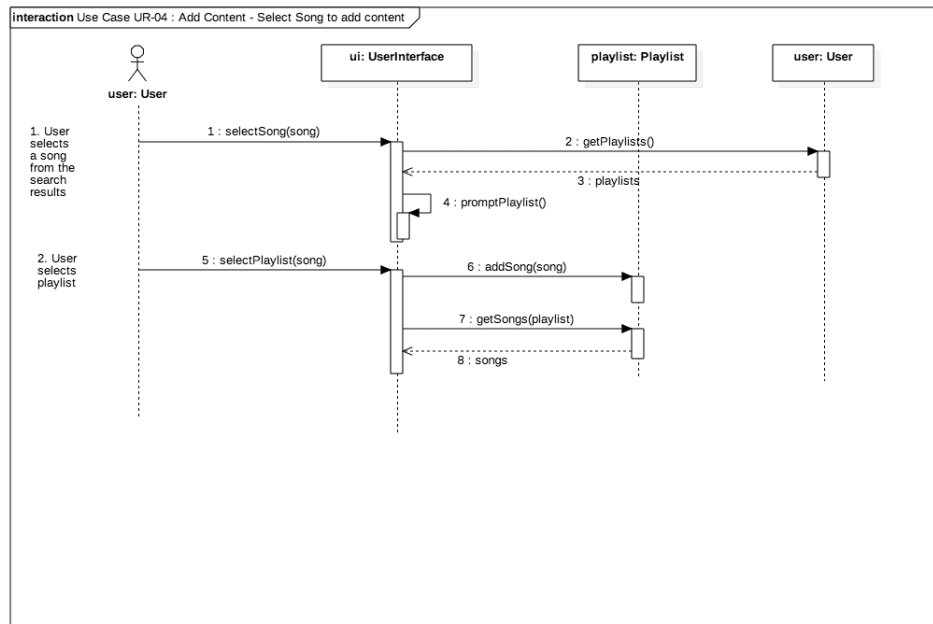 interaction Use Case UR-04 : Add Content - Select Song to add content
ui: UserInterface
playlist: Playlist
user: User
user: User
1. User
selects
a song
from the
search
results
1 : selectSong(song)
2 : getPlaylists()
3 : playlists
4 : promptPlaylist()
2. User
selects
playlist
5 : selectPlaylist(song)
6 : addSong(song)
7 : getSongs(playlist)
8 : songs